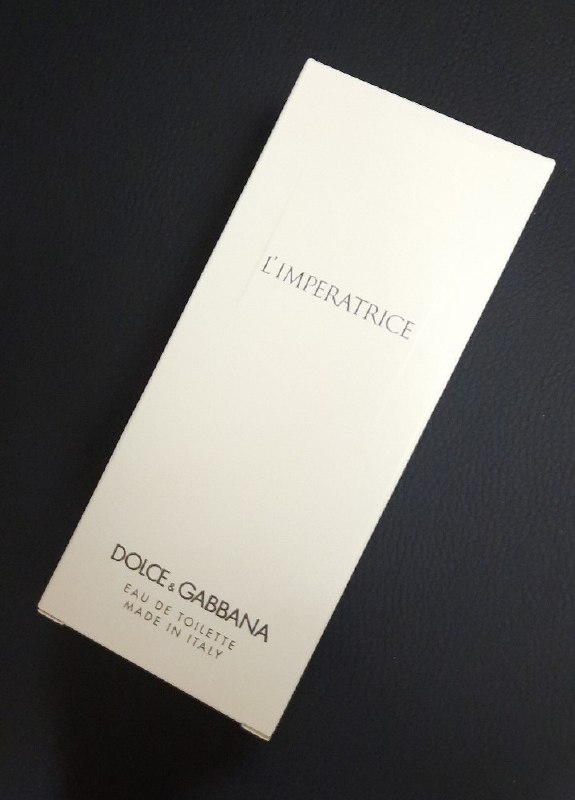 L'IMPERATRICE
DOLCE & GABBANA
EAU DE TOILETTE
MADE IN ITALY